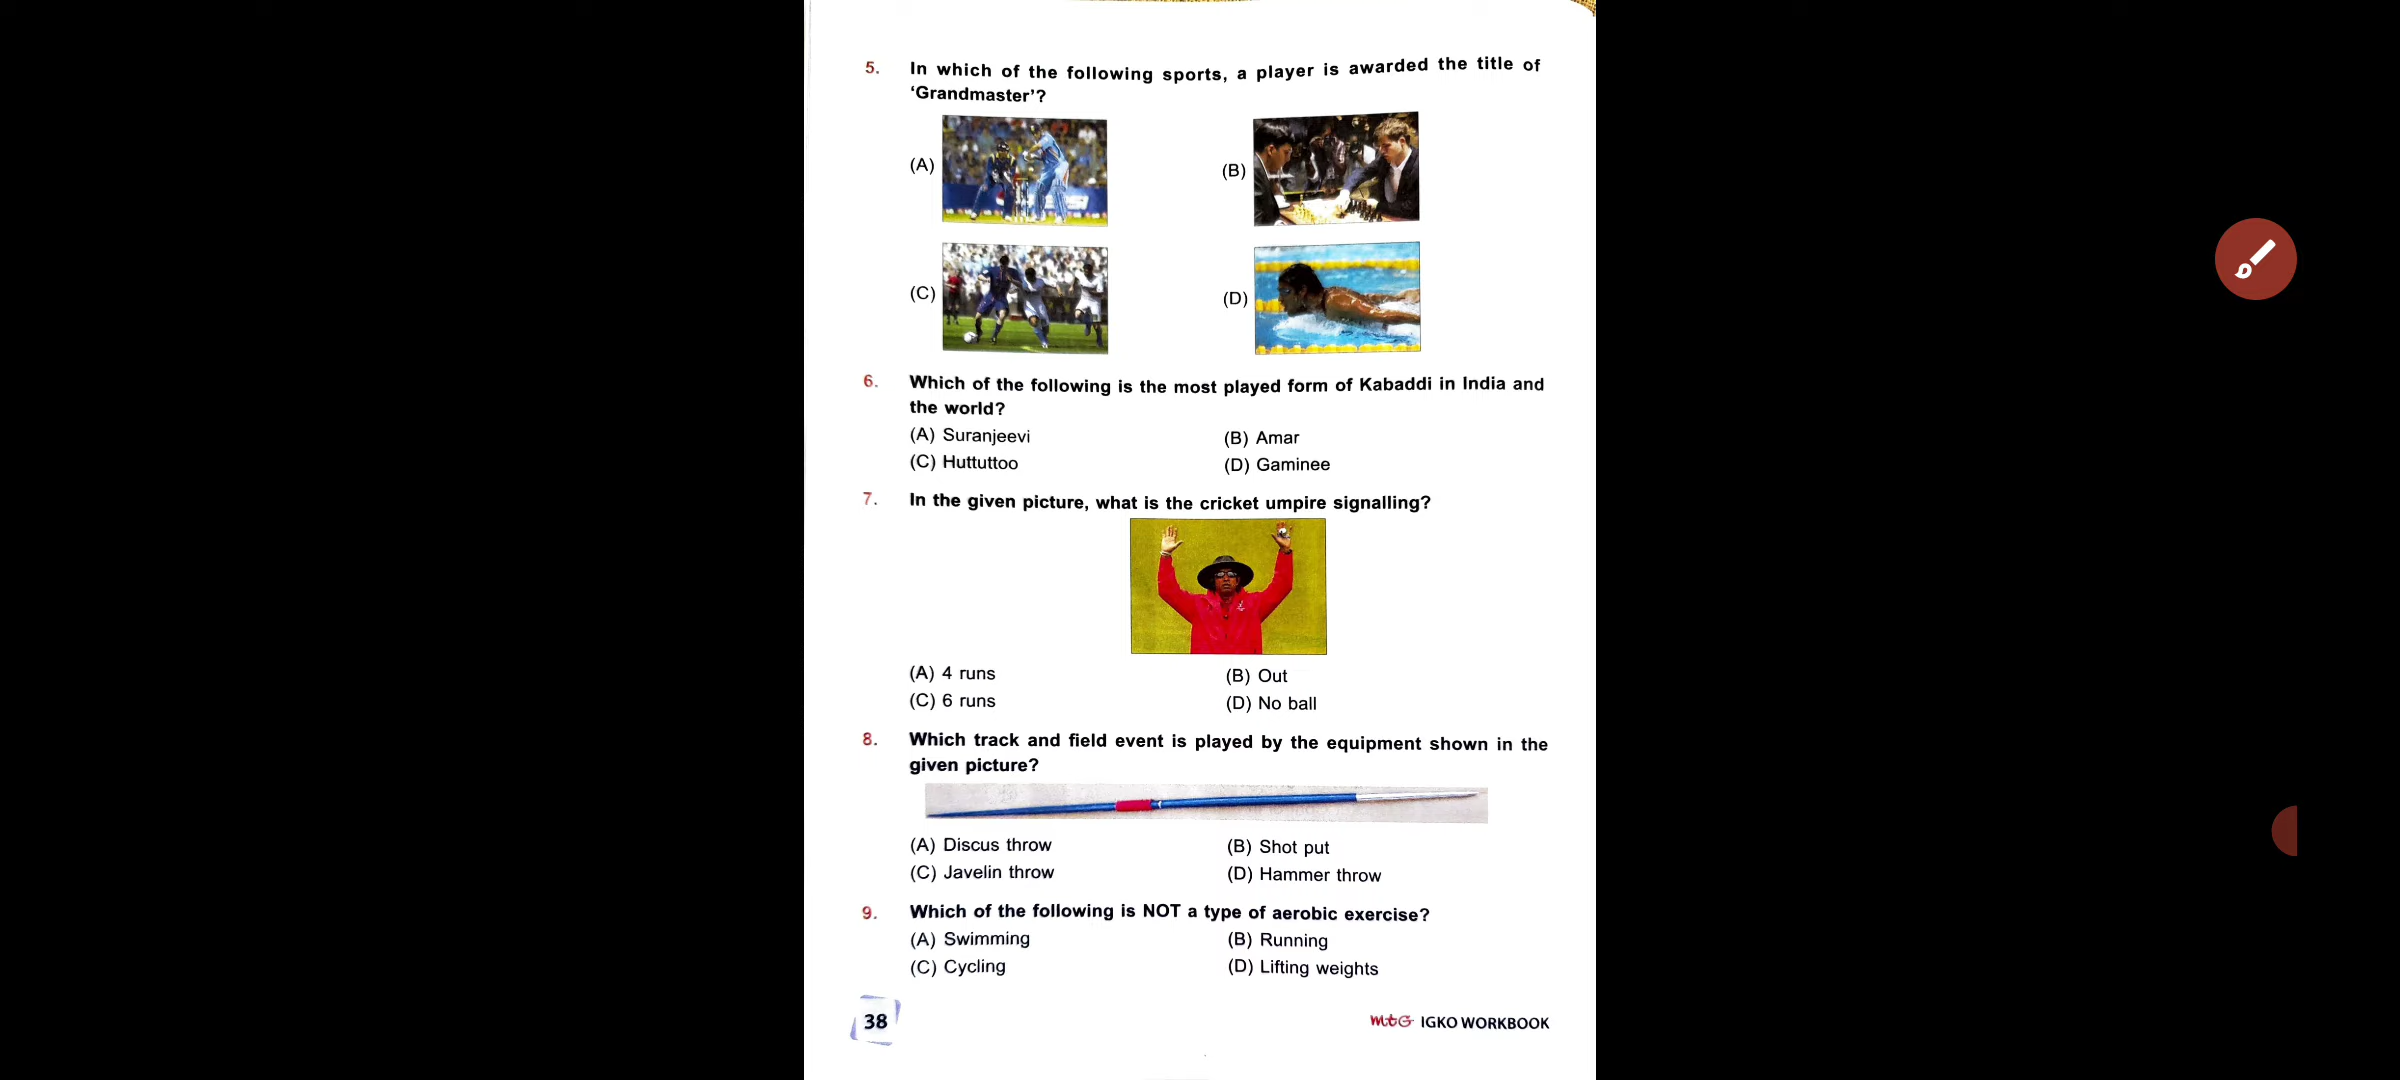 5. In which of the following sports, a player is awarded the title of
‘Grandmaster’?
(A) (B)
(C) (D)
6. Which of the following is the most played form of Kabaddi in India and
the world?
(A) Suranjeevi (B) Amar
(C) Huttuttoo (D) Gaminee
7. In the given picture, what is the cricket umpire signalling?
(A) 4 runs (B) Out
(C) 6 runs (D) No ball
8. Which track and field event is played by the equipment shown in the
given picture?
(A) Discus throw (B) Shot put
(C) Javelin throw (D) Hammer throw
9. Which of the following is NOT a type of aerobic exercise?
(A) Swimming (B) Running
(C) Cycling (D) Lifting weights
38 mtG IGKO WORKBOOK